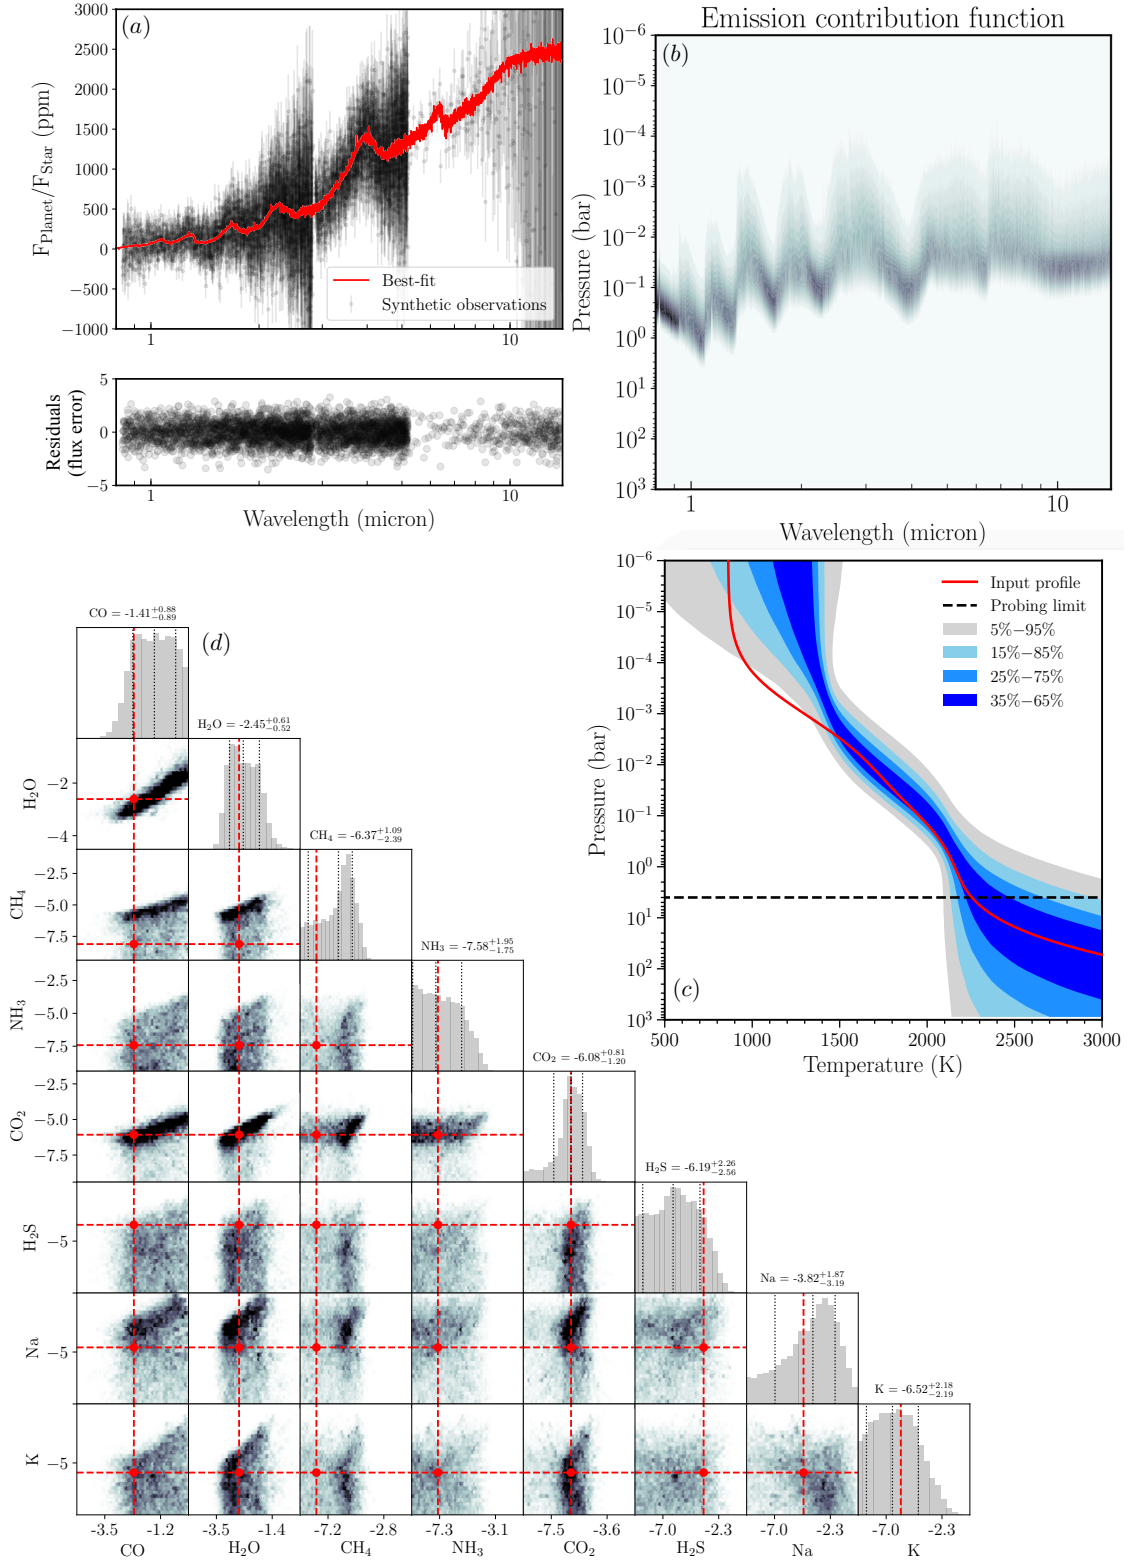 (a)
3000
2500
2000
1500
1000
500
0
−500
−1000
F_Planet/F_Star (ppm)
Best-fit
Synthetic observations
1
10
5
0
−5
Residuals
(flux error)
1
10
Wavelength (micron)
Emission contribution function
(b)
10^-6
10^-5
10^-4
10^-3
10^-2
10^-1
10^0
10^1
10^2
10^3
Pressure (bar)
1
10
Wavelength (micron)
10^-6
10^-5
10^-4
10^-3
10^-2
10^-1
10^0
10^1
10^2
10^3
Pressure (bar)
Input profile
Probing limit
5%−95%
15%−85%
25%−75%
35%−65%
(c)
500
1000
1500
2000
2500
3000
Temperature (K)
(d)
CO = -1.41^{+0.88}_{−0.89}
H₂O = -2.45^{+0.61}_{−0.52}
−2
−4
H₂O
CH₄ = -6.37^{+1.09}_{−2.39}
−2.5
−5.0
−7.5
CH₄
NH₃ = -7.58^{+1.95}_{−1.75}
−2.5
−5.0
−7.5
NH₃
CO₂ = -6.08^{+0.81}_{−1.20}
−2.5
−5.0
−7.5
CO₂
H₂S = -6.19^{+2.26}_{−2.56}
−5
H₂S
Na = -3.82^{+1.87}_{−3.19}
−5
Na
K = -6.52^{+2.18}_{−2.19}
−5
K
-3.5 -1.2
-3.5 -1.4
-7.2 -2.8
-7.3 -3.1
-7.5 -3.6
-7.0 -2.3
-7.0 -2.3
-7.0 -2.3
CO H₂O CH₄ NH₃ CO₂ H₂S Na K